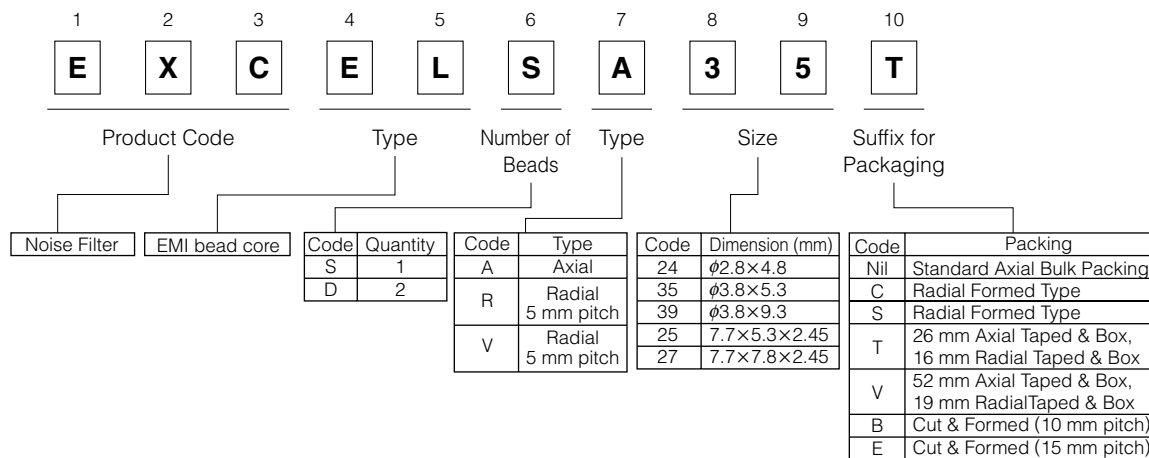 1 2 3 4 5 6 7 8 9 10
E X C E L S A 3 5 T
Product Code Type Number of Beads Type Size Suffix for Packaging
Noise Filter
EMI bead core
Code Quantity
S 1
D 2
Code Type
A Axial
R Radial 5 mm pitch
V Radial 5 mm pitch
Code Dimension (mm)
24 ϕ2.8×4.8
35 ϕ3.8×5.3
39 ϕ3.8×9.3
25 7.7×5.3×2.45
27 7.7×7.8×2.45
Code Packing
Nil Standard Axial Bulk Packing
C Radial Formed Type
S Radial Formed Type
T 26 mm Axial Taped & Box,
16 mm Radial Taped & Box
V 52 mm Axial Taped & Box,
19 mm RadialTaped & Box
B Cut & Formed (10 mm pitch)
E Cut & Formed (15 mm pitch)